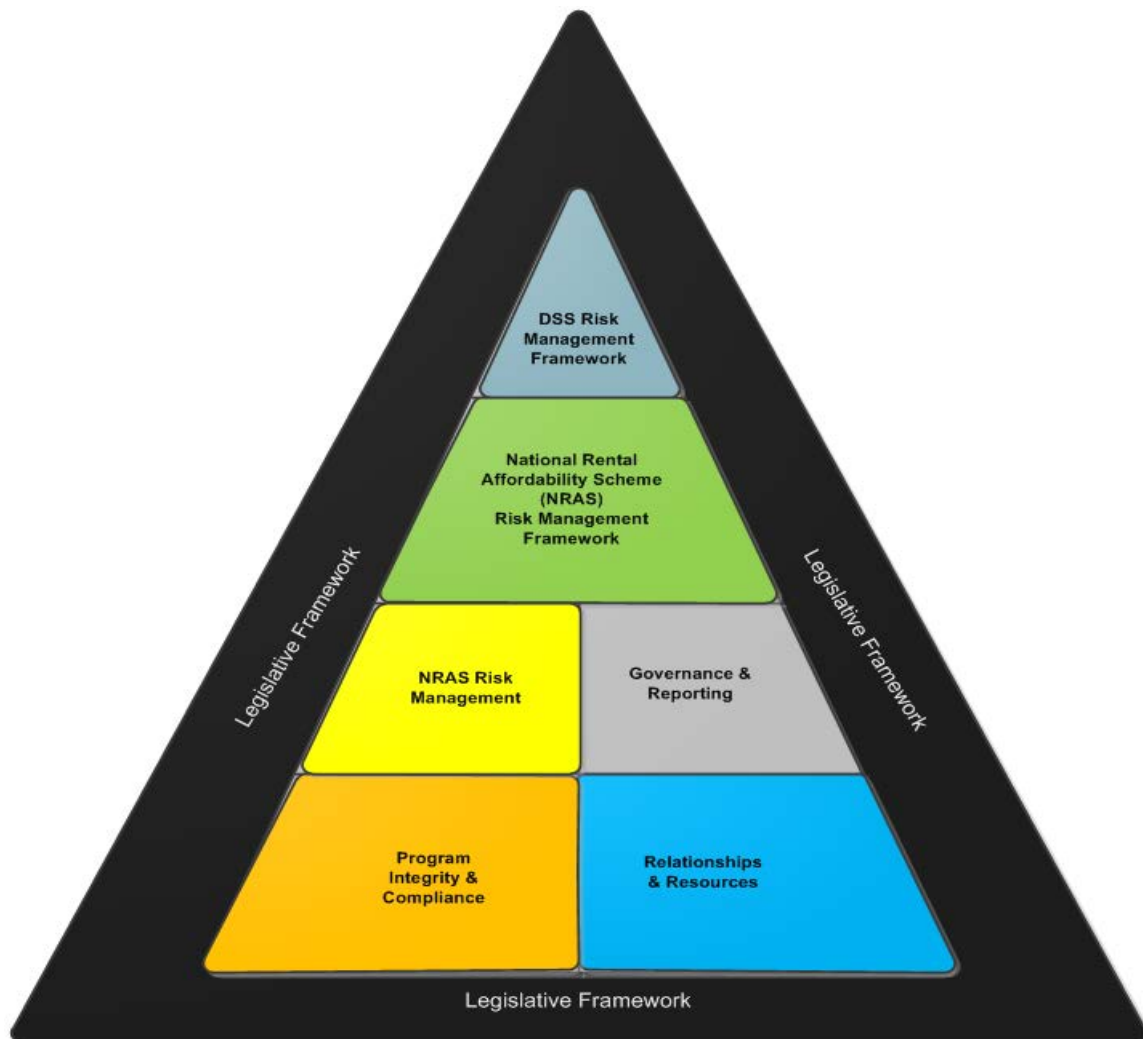 DSS Risk
Management
Framework
National Rental
Affordability Scheme
(NRAS)
Risk Management
Framework
Legislative Framework
Legislative Framework
NRAS Risk
Management
Governance &
Reporting
Program
Integrity &
Compliance
Relationships
& Resources
Legislative Framework